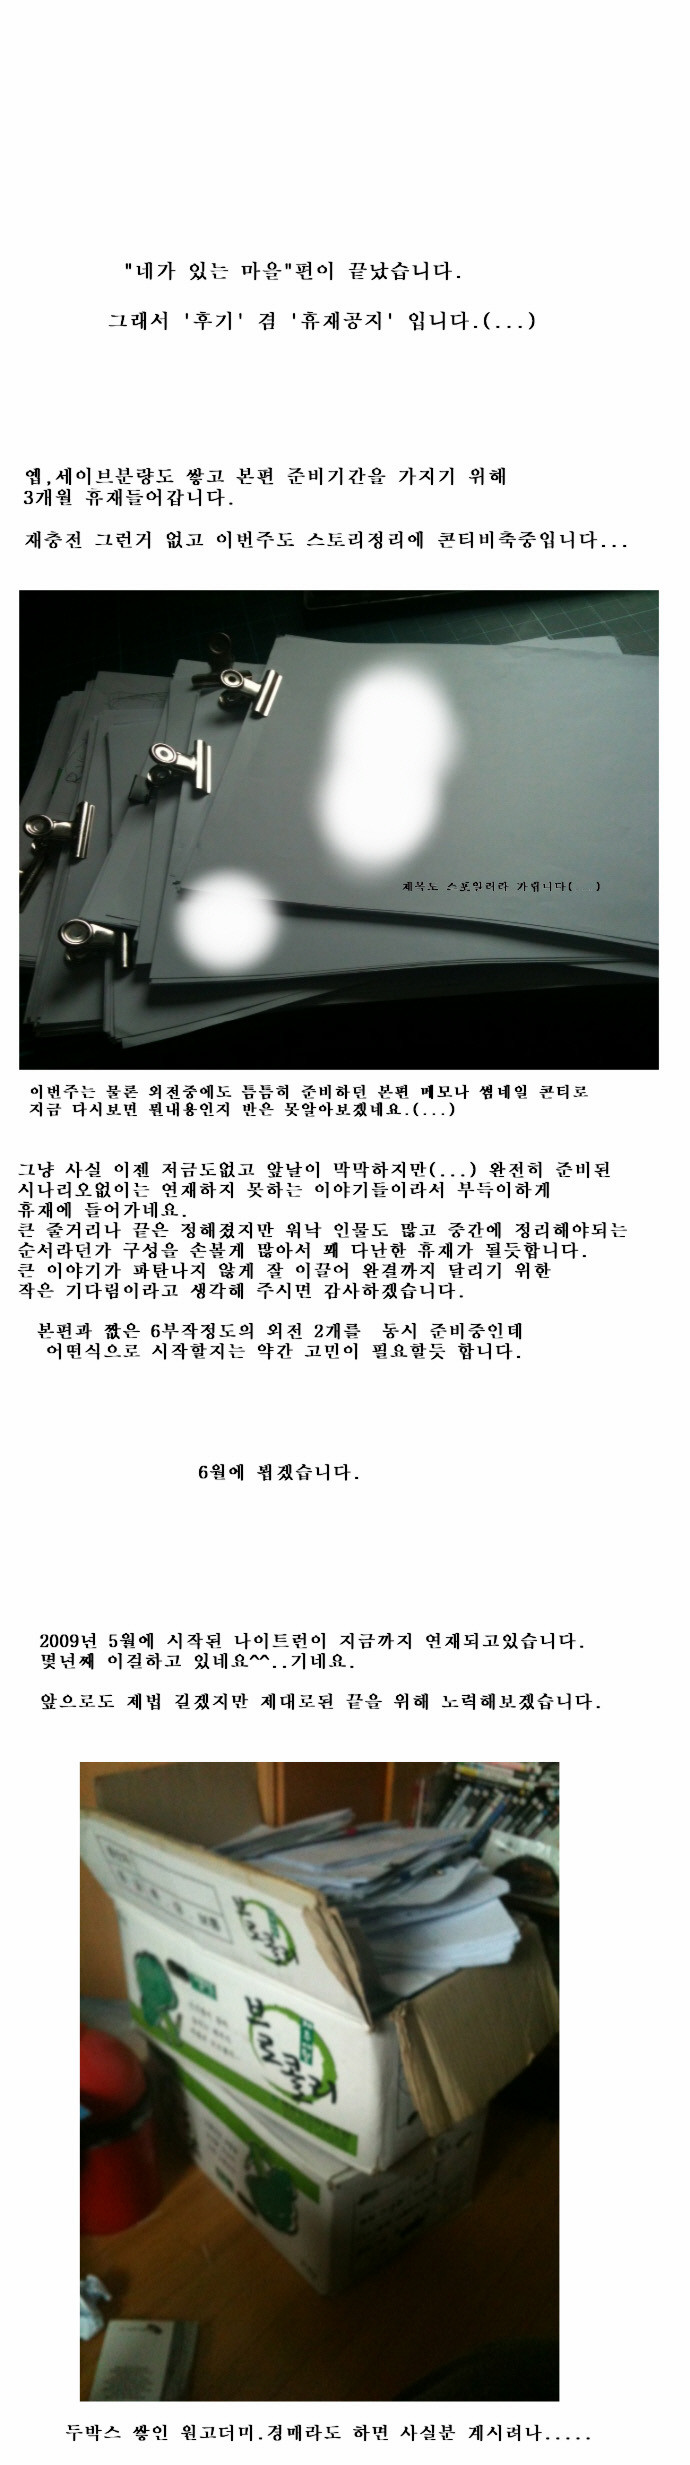 "네가 있는 마을"편이 끝났습니다.
그래서 '후기' 겸 '휴재공지' 입니다.(...)
옙,세이브분량도 쌓고 본편 준비기간을 가지기 위해
3개월 휴재들어갑니다.
재충전 그런거 없고 이번주도 스토리정리에 콘티비축중입니다...
제목도 스포일러라 가립니다(   )
이번주는 물론 외전중에도 틈틈히 준비하던 본편 메모나 썸네일 콘티로
지금 다시보면 뭔내용인지 반은 못알아보겠네요.(...)
그냥 사실 이젠 저금도없고 앞날이 막막하지만(...) 완전히 준비된
시나리오없이는 연재하지 못하는 이야기들이라서 부득이하게
휴재에 들어가네요.
큰 줄거리나 끝은 정해졌지만 워낙 인물도 많고 중간에 정리해야되는
순서라던가 구성을 손볼게 많아서 꽤 다난한 휴재가 될듯합니다.
큰 이야기가 파탄나지 않게 잘 이끌어 완결까지 달리기 위한
작은 기다림이라고 생각해 주시면 감사하겠습니다.
본편과 짧은 6부작정도의 외전 2개를  동시 준비중인데
어떤식으로 시작할지는 약간 고민이 필요할듯 합니다.
6월에 뵙겠습니다.
2009년 5월에 시작된 나이트런이 지금까지 연재되고있습니다.
몇년째 이걸하고 있네요^^..기네요.
앞으로도 제법 길겠지만 제대로된 끝을 위해 노력해보겠습니다.
브로콜리
브로콜리
두박스 쌓인 원고더미.경매라도 하면 사실분 계시려나.....